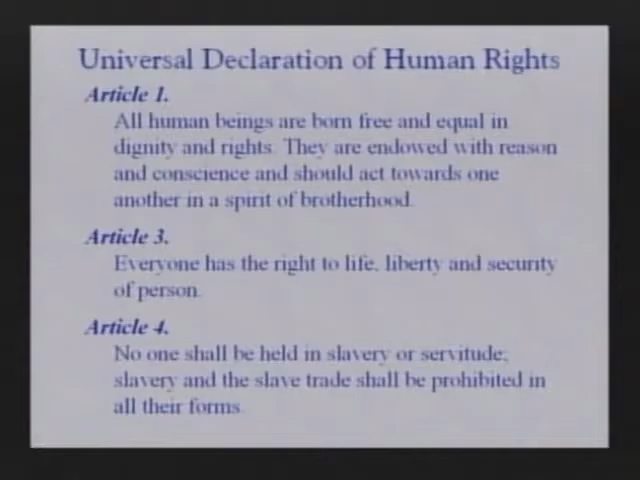 Universal Declaration of Human Rights
Article 1.
All human beings are born free and equal in
dignity and rights. They are endowed with reason
and conscience and should act towards one
another in a spirit of brotherhood.
Article 3.
Everyone has the right to life, liberty and security
of person.
Article 4.
No one shall be held in slavery or servitude;
slavery and the slave trade shall be prohibited in
all their forms.